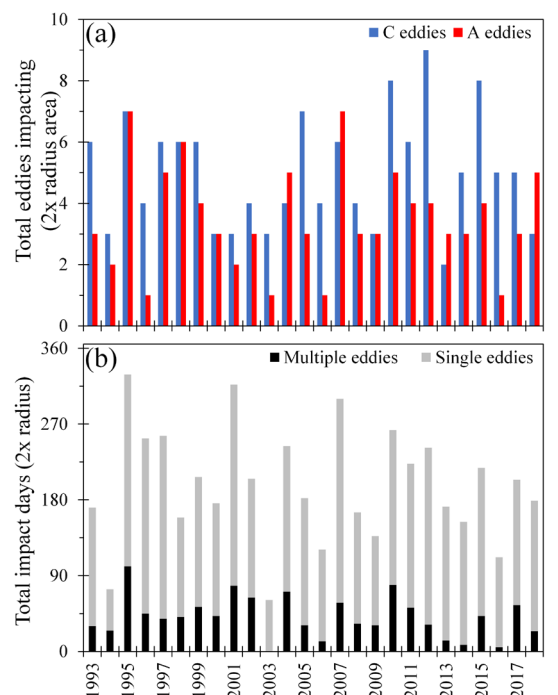 (a)
C eddies
A eddies
Total eddies impacting
(2x radius area)
10
8
6
4
2
0
(b)
Multiple eddies
Single eddies
Total impact days (2x radius)
360
270
180
90
0
1993
1995
1997
1999
2001
2003
2005
2007
2009
2011
2013
2015
2017